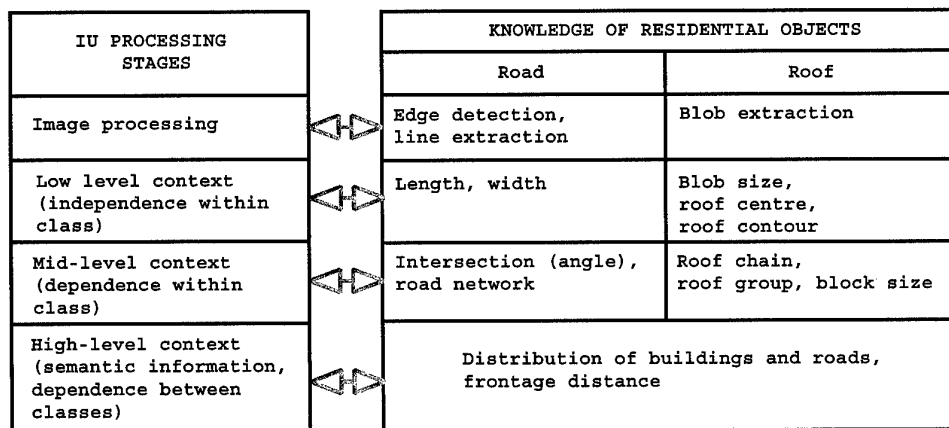 IU PROCESSING
STAGES
KNOWLEDGE OF RESIDENTIAL OBJECTS
Road
Roof
Image processing
Edge detection,
line extraction
Blob extraction
Low level context
(independence within
class)
Length, width
Blob size,
roof centre,
roof contour
Mid-level context
(dependence within
class)
Intersection (angle),
road network
Roof chain,
roof group, block size
High-level context
(semantic information,
dependence between
classes)
Distribution of buildings and roads,
frontage distance